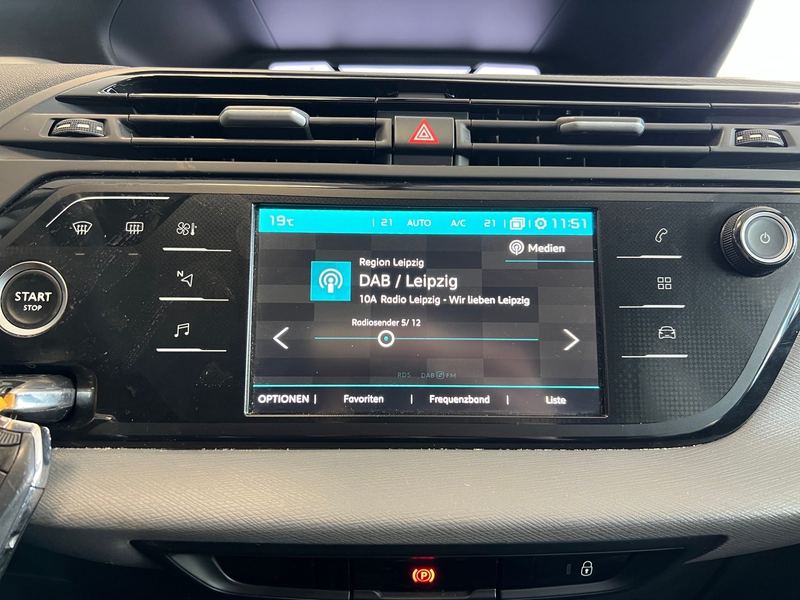 19°C | 21 AUTO A/C 21 | 11:51
Medien
Region Leipzig
DAB / Leipzig
10A Radio Leipzig - Wir lieben Leipzig
Radiosender 5/ 12
RDS DAB FM
OPTIONEN | Favoriten | Frequenzband | Liste
N
START
STOP
P